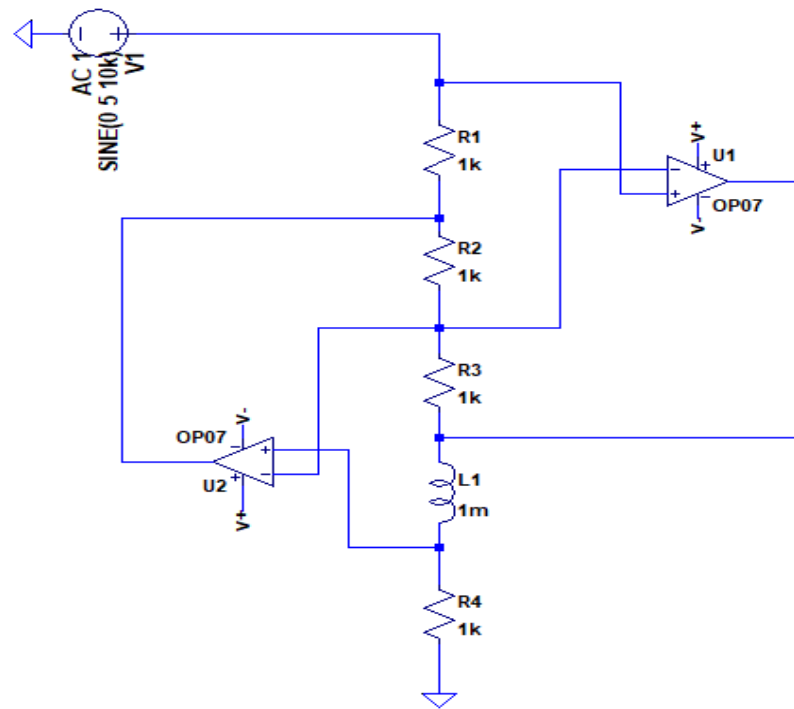 AC 1
SINE(0 5 10k)
V1
R1
1k
V+
U1
OP07
V-
R2
1k
R3
1k
V-
OP07
U2
V+
L1
1m
R4
1k